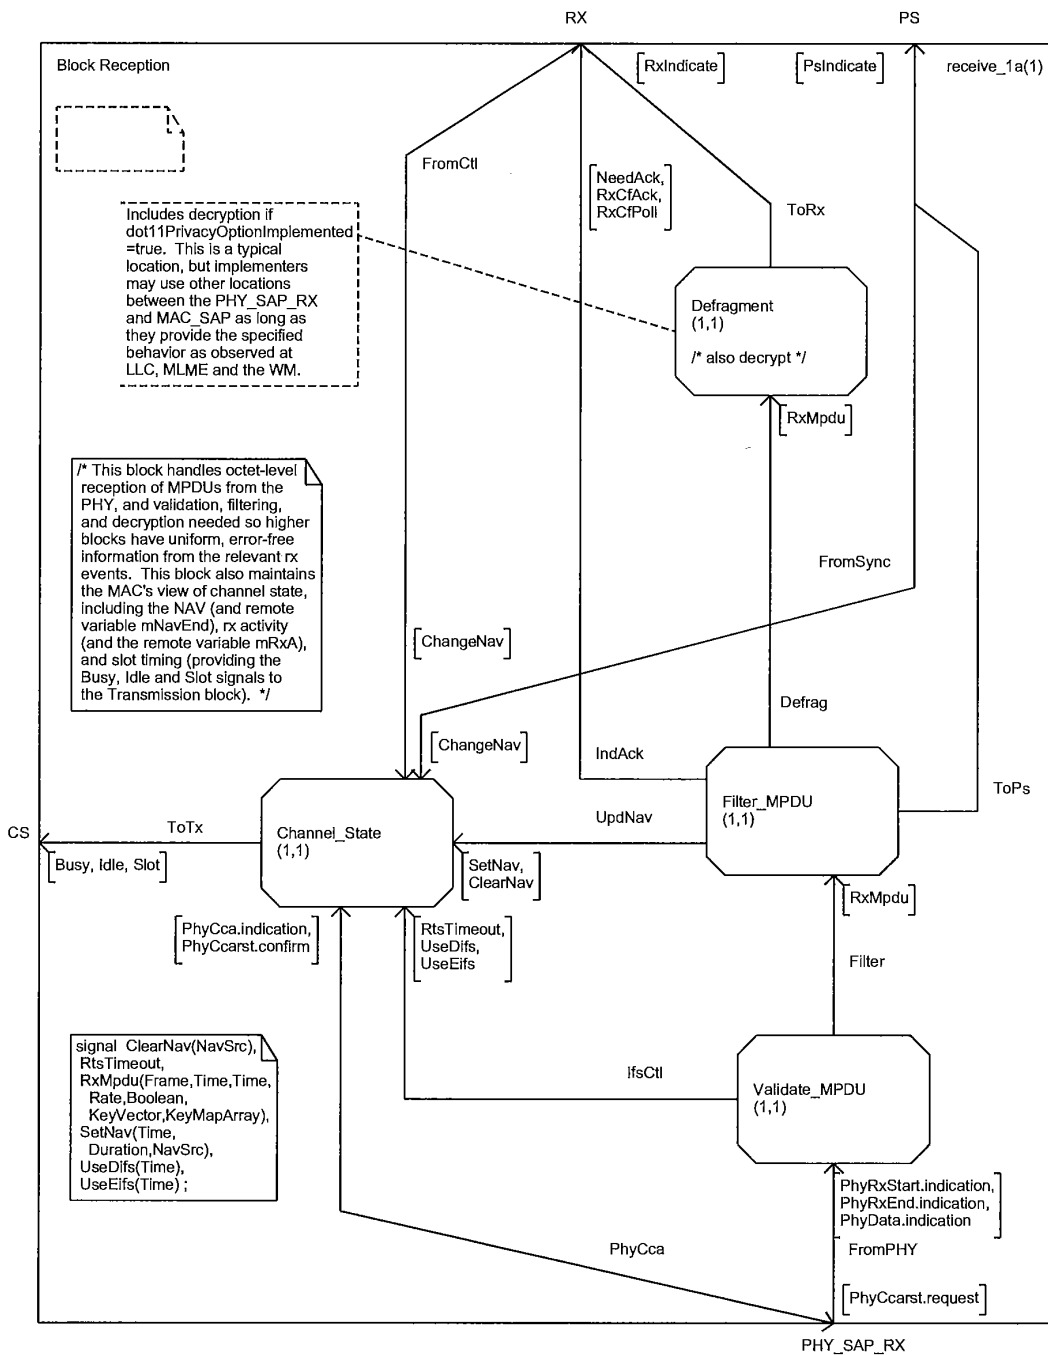 RX
PS
Block Reception
[RxIndicate]
[PsIndicate]
receive_1a(1)
FromCtl
[NeedAck,
RxCfAck,
RxCfPoll]
ToRx
Includes decryption if
dot11PrivacyOptionImplemented
=true.  This is a typical
location, but implementers
may use other locations
between the PHY_SAP_RX
and MAC_SAP as long as
they provide the specified
behavior as observed at
LLC, MLME and the WM.
Defragment
(1,1)
/* also decrypt */
[RxMpdu]
/* This block handles octet-level
reception of MPDUs from the
PHY, and validation, filtering,
and decryption needed so higher
blocks have uniform, error-free
information from the relevant rx
events.  This block also maintains
the MAC's view of channel state,
including the NAV (and remote
variable mNavEnd), rx activity
(and the remote variable mRxA),
and slot timing (providing the
Busy, Idle and Slot signals to
the Transmission block).  */
FromSync
[ChangeNav]
Defrag
[ChangeNav]
IndAck
ToPs
Filter_MPDU
(1,1)
UpdNav
CS
ToTx
Channel_State
(1,1)
[Busy, Idle, Slot]
[SetNav,
ClearNav]
[RxMpdu]
[PhyCca.indication,
PhyCcarst.confirm]
[RtsTimeout,
UseDifs,
UseEifs]
Filter
signal  ClearNav(NavSrc),
RtsTimeout,
RxMpdu(Frame,Time,Time,
Rate,Boolean,
KeyVector,KeyMapArray),
SetNav(Time,
Duration,NavSrc),
UseDifs(Time),
UseEifs(Time) ;
IfsCtl
Validate_MPDU
(1,1)
[PhyRxStart.indication,
PhyRxEnd.indication,
PhyData.indication]
PhyCca
FromPHY
[PhyCcarst.request]
PHY_SAP_RX